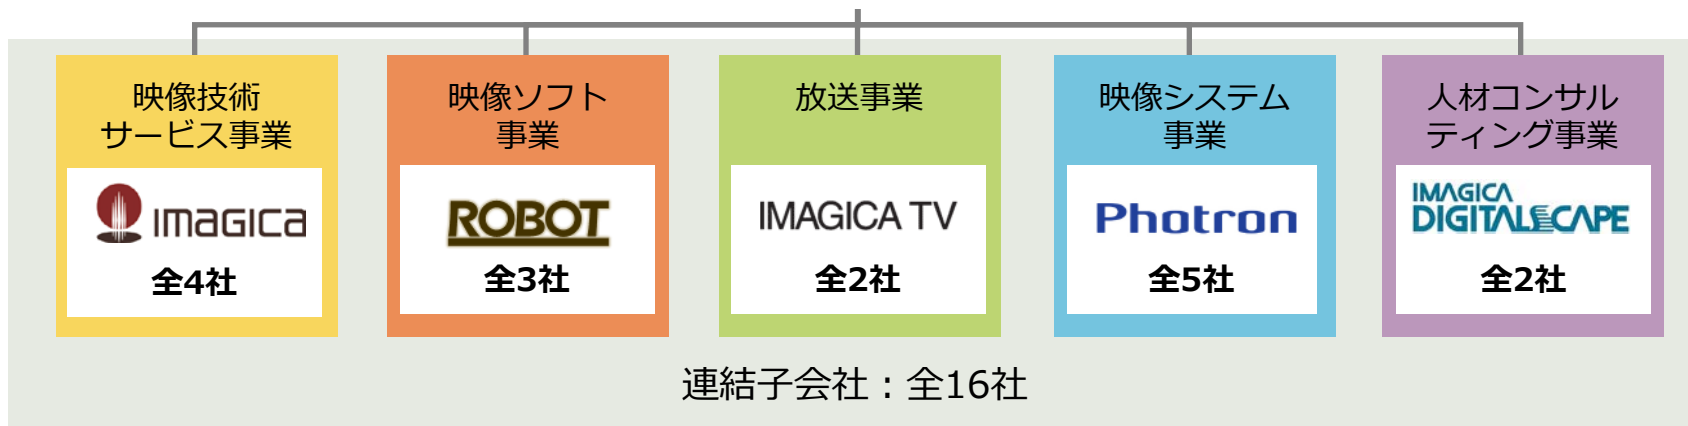 映像技術
サービス事業
IMAGICA
全4社
映像ソフト
事業
ROBOT
全3社
放送事業
IMAGICA TV
全2社
映像システム
事業
Photron
全5社
人材コンサル
ティング事業
IMAGICA
DIGITALSCAPE
全2社
連結子会社：全16社